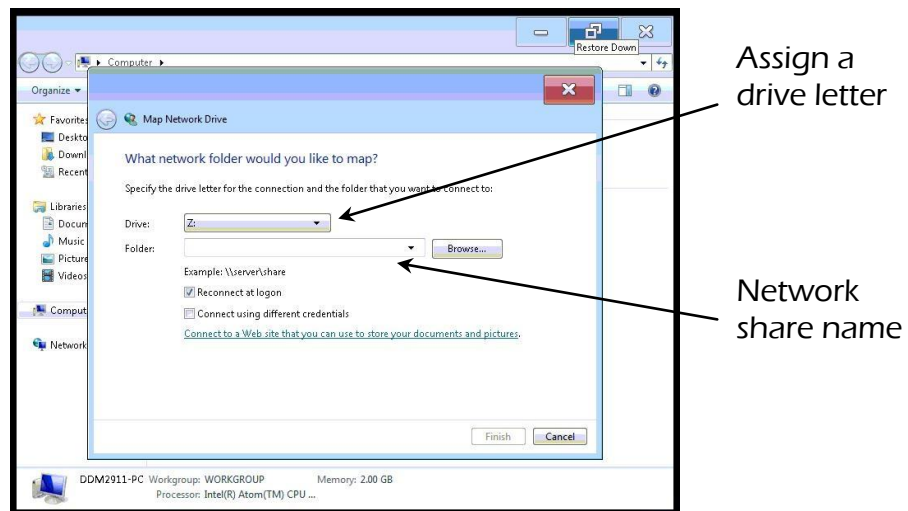 Restore Down
Computer
Organize
Map Network Drive
Favorites
Deskto
Downl
Recent
Libraries
Docum
Music
Picture
Videos
Comput
Network
What network folder would you like to map?
Specify the drive letter for the connection and the folder that you want to connect to:
Drive: Z:
Folder: Browse...
Example: \\server\share
Reconnect at logon
Connect using different credentials
Connect to a Web site that you can use to store your documents and pictures.
Finish Cancel
DDM2911-PC Workgroup: WORKGROUP Memory: 2.00 GB
Processor: Intel(R) Atom(TM) CPU ...
Assign a
drive letter
Network
share name